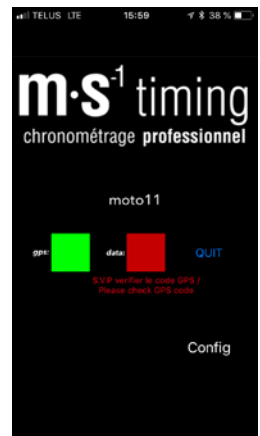 TELUS LTE 15:59 38 %
m·s-1 timing
chronométrage professionnel
moto11
gps: data: QUIT
S.V.P verifier le code GPS /
Please check GPS code
Config